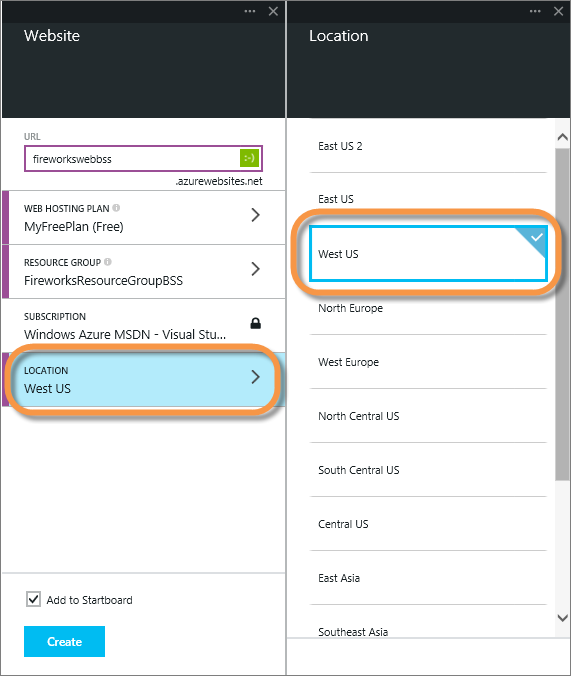 Website
URL
fireworkswebbss
:-)
.azurewebsites.net
WEB HOSTING PLAN
MyFreePlan (Free)
RESOURCE GROUP
FireworksResourceGroupBSS
SUBSCRIPTION
Windows Azure MSDN - Visual Stu...
LOCATION
West US
Add to Startboard
Create
Location
East US 2
East US
West US
North Europe
West Europe
North Central US
South Central US
Central US
East Asia
Southeast Asia